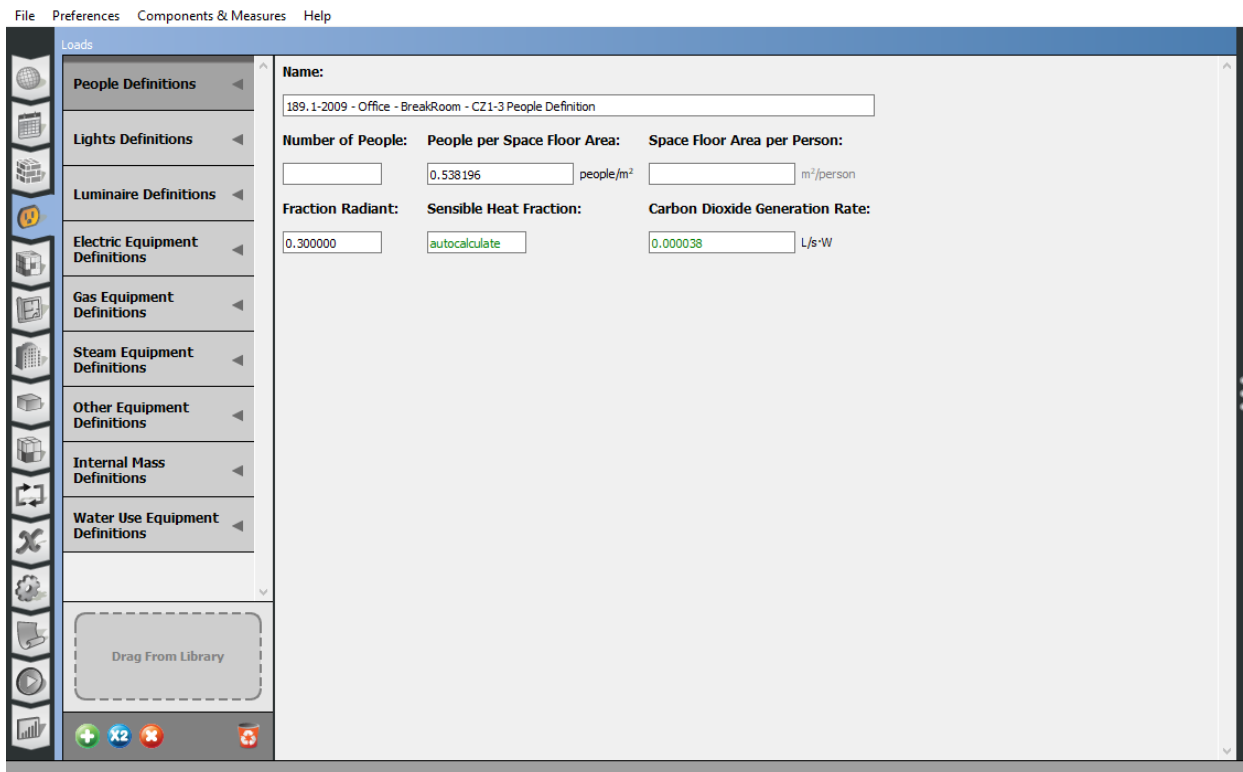 File Preferences Components & Measures Help
Loads
People Definitions
Lights Definitions
Luminaire Definitions
Electric Equipment
Definitions
Gas Equipment
Definitions
Steam Equipment
Definitions
Other Equipment
Definitions
Internal Mass
Definitions
Water Use Equipment
Definitions
Drag From Library
X2
Name:
189.1-2009 - Office - BreakRoom - CZ1-3 People Definition
Number of People: People per Space Floor Area: Space Floor Area per Person:
0.538196 people/m² m²/person
Fraction Radiant: Sensible Heat Fraction: Carbon Dioxide Generation Rate:
0.300000 autocalculate 0.000038 L/s·W